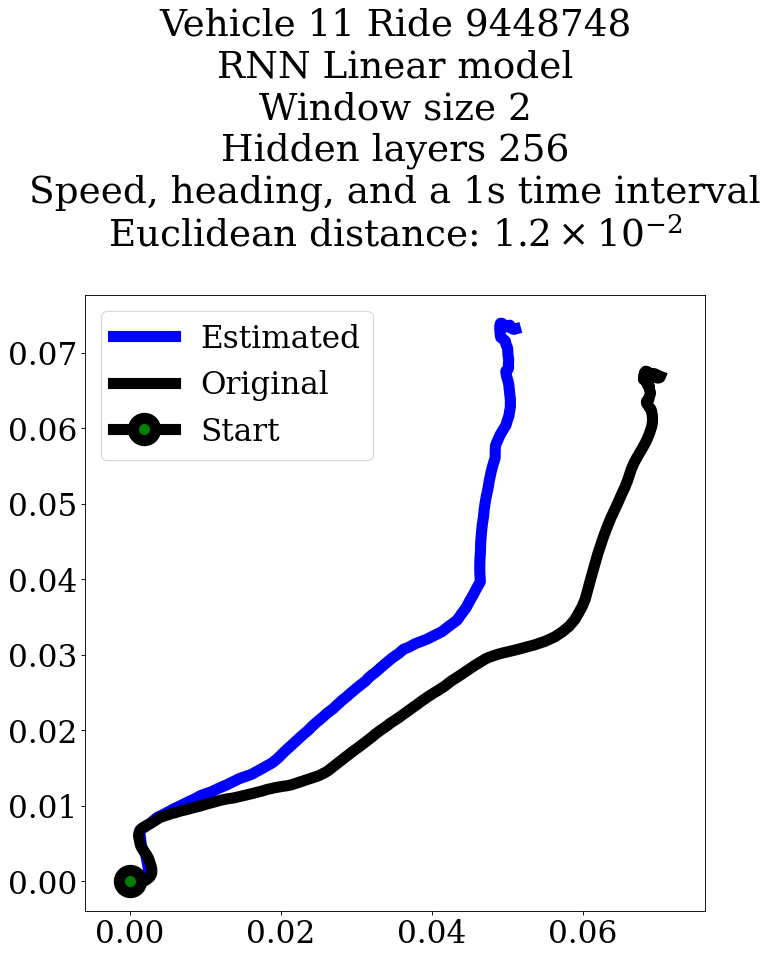 Vehicle 11 Ride 9448748
RNN Linear model
Window size 2
Hidden layers 256
Speed, heading, and a 1s time interval
Euclidean distance: 1.2 × 10⁻²
Estimated
Original
Start
0.07
0.06
0.05
0.04
0.03
0.02
0.01
0.00
0.00 0.02 0.04 0.06